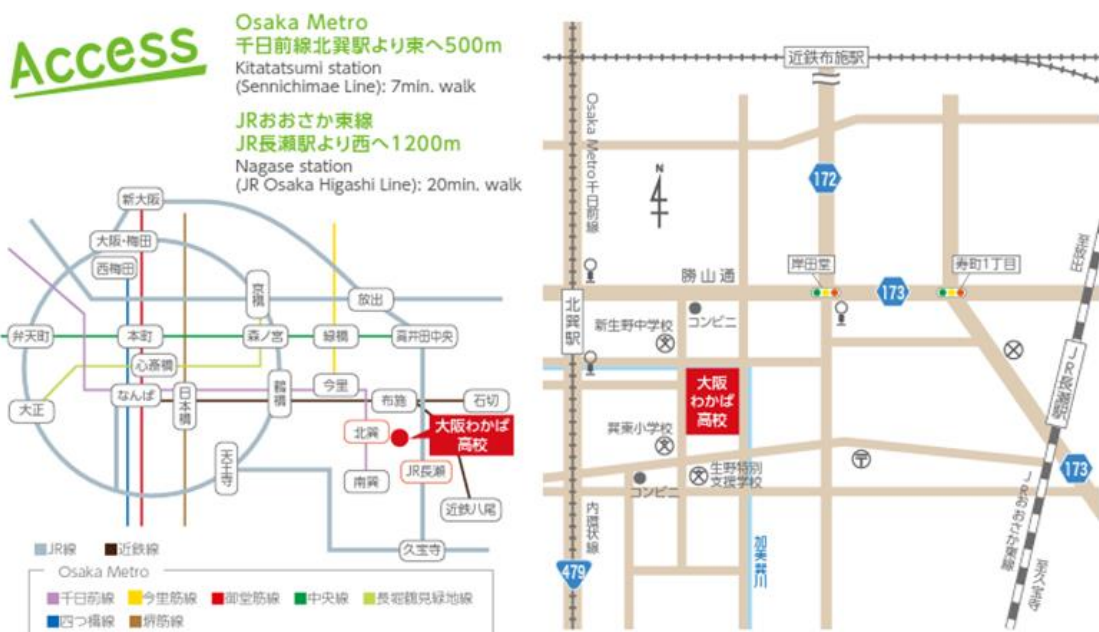 Access
Osaka Metro
千日前線北巽駅より東へ500m
Kitatatsumi station
(Sennichimae Line): 7min. walk
JRおおさか東線
JR長瀬駅より西へ1200m
Nagase station
(JR Osaka Higashi Line): 20min. walk
新大阪
大阪・梅田
西梅田
京橋
放出
弁天町
本町
森ノ宮
緑橋
高井田中央
心斎橋
大正
なんば
日本橋
鶴橋
今里
布施
石切
北巽
大阪わかば
高校
天王寺
南巽
JR長瀬
近鉄八尾
久宝寺
JR線
近鉄線
Osaka Metro
千日前線
今里筋線
御堂筋線
中央線
長堀鶴見緑地線
四つ橋線
堺筋線
近鉄布施駅
Osaka Metro千日前線
N
172
至放出
勝山通
岸田堂
173
寿町1丁目
北巽駅
コンビニ
新生野中学校
文
大阪
わかば
高校
JR長瀬駅
巽東小学校
文
文
生野特別
支援学校
コンビニ
173
内環状線
加美巽川
JRおおさか東線
479
至久宝寺